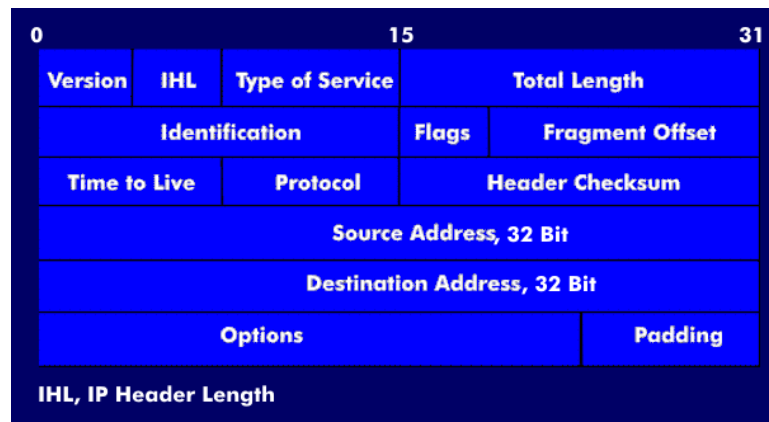 0 15 31
Version IHL Type of Service Total Length
Identification Flags Fragment Offset
Time to Live Protocol Header Checksum
Source Address, 32 Bit
Destination Address, 32 Bit
Options Padding
IHL, IP Header Length